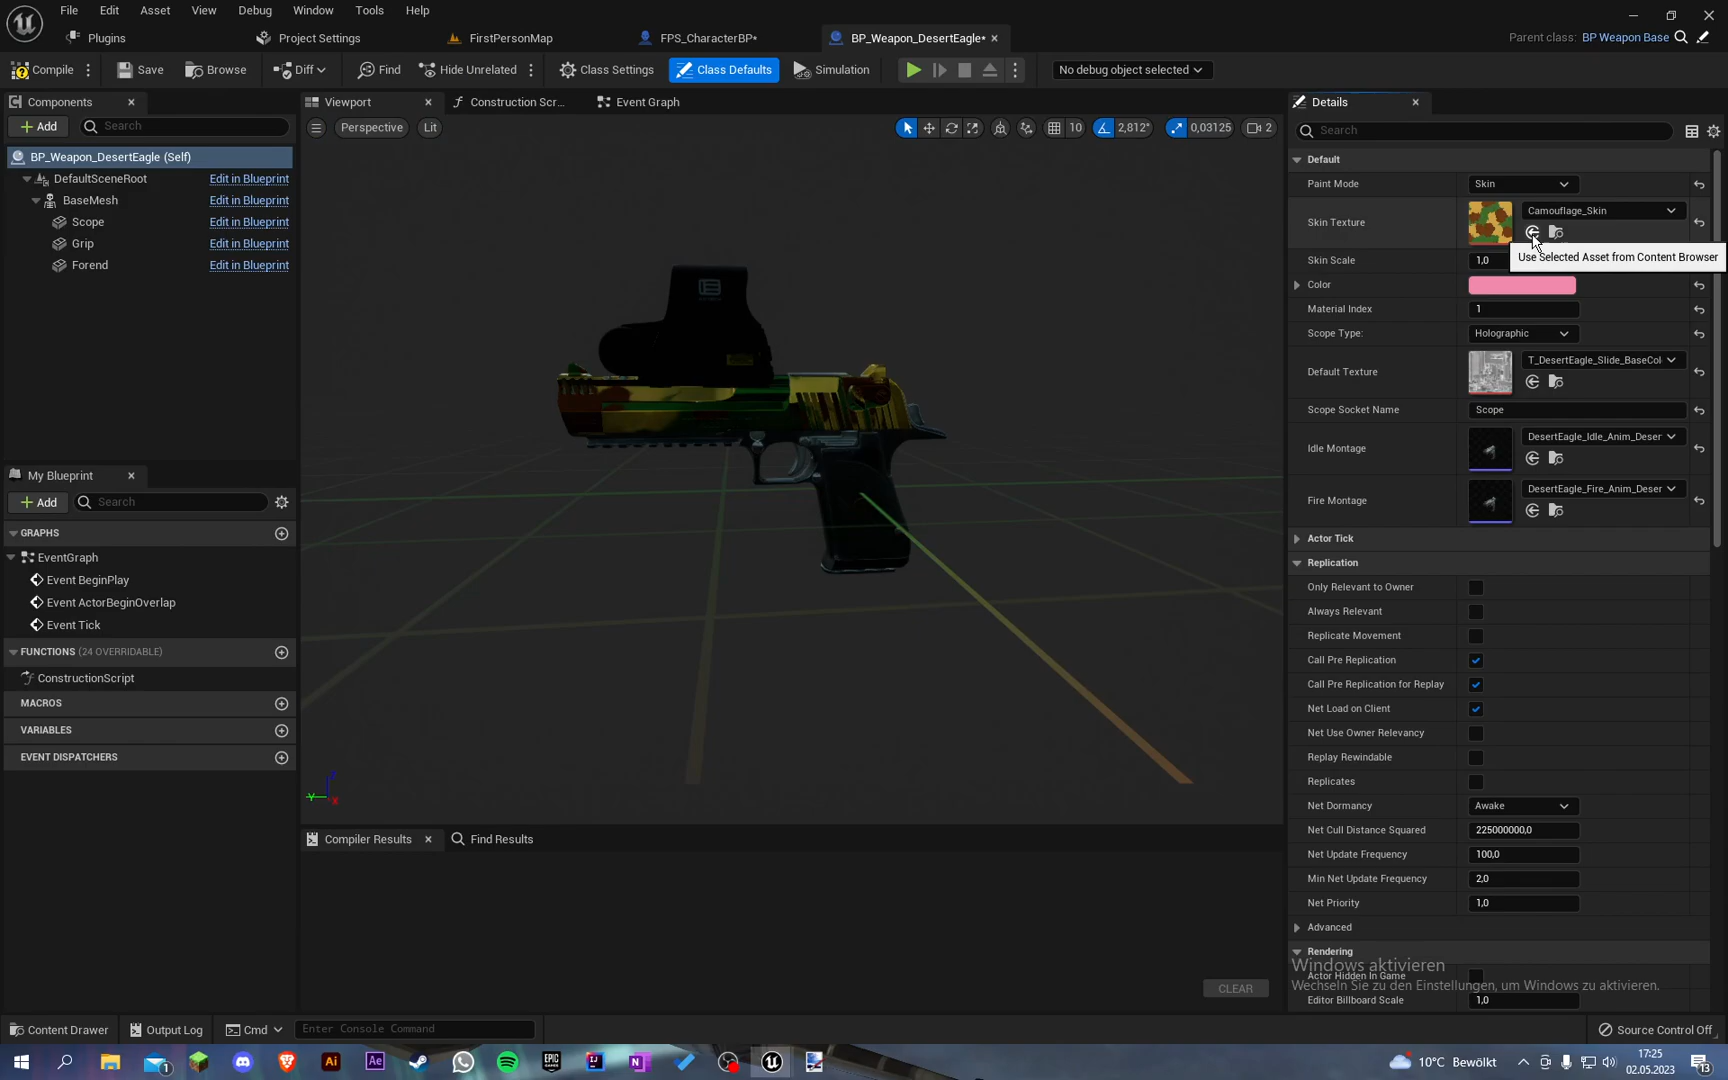 File Edit Asset View Debug Window Tools Help
Plugins Project Settings FirstPersonMap FPS_CharacterBP* BP_Weapon_DesertEagle* Parent class: BP Weapon Base
Compile Save Browse Diff Find Hide Unrelated Class Settings Class Defaults Simulation No debug object selected
Components
Add Search
BP_Weapon_DesertEagle (Self)
DefaultSceneRoot Edit in Blueprint
BaseMesh Edit in Blueprint
Scope Edit in Blueprint
Grip Edit in Blueprint
Forend Edit in Blueprint
My Blueprint
Add Search
GRAPHS
EventGraph
Event BeginPlay
Event ActorBeginOverlap
Event Tick
FUNCTIONS (24 OVERRIDABLE)
ConstructionScript
MACROS
VARIABLES
EVENT DISPATCHERS
Viewport Construction Scr... Event Graph
Perspective Lit 10 2,812° 0,03125 2
Z
Y X
Compiler Results Find Results
CLEAR
Details
Search
Default
Paint Mode Skin
Skin Texture Camouflage_Skin
Use Selected Asset from Content Browser
Skin Scale 1,0
Color
Material Index 1
Scope Type: Holographic
Default Texture T_DesertEagle_Slide_BaseCol
Scope Socket Name Scope
Idle Montage DesertEagle_Idle_Anim_Deser
Fire Montage DesertEagle_Fire_Anim_Deser
Actor Tick
Replication
Only Relevant to Owner
Always Relevant
Replicate Movement
Call Pre Replication
Call Pre Replication for Replay
Net Load on Client
Net Use Owner Relevancy
Replay Rewindable
Replicates
Net Dormancy Awake
Net Cull Distance Squared 225000000,0
Net Update Frequency 100,0
Min Net Update Frequency 2,0
Net Priority 1,0
Advanced
Rendering
Windows aktivieren
Actor Hidden In Game
Wechseln Sie zu den Einstellungen, um Windows zu aktivieren.
Editor Billboard Scale 1,0
Content Drawer Output Log Cmd Enter Console Command Source Control Off
1 Ai Ae EPIC GAMES IJ N 10°C Bewölkt 17:25
02.05.2023 13